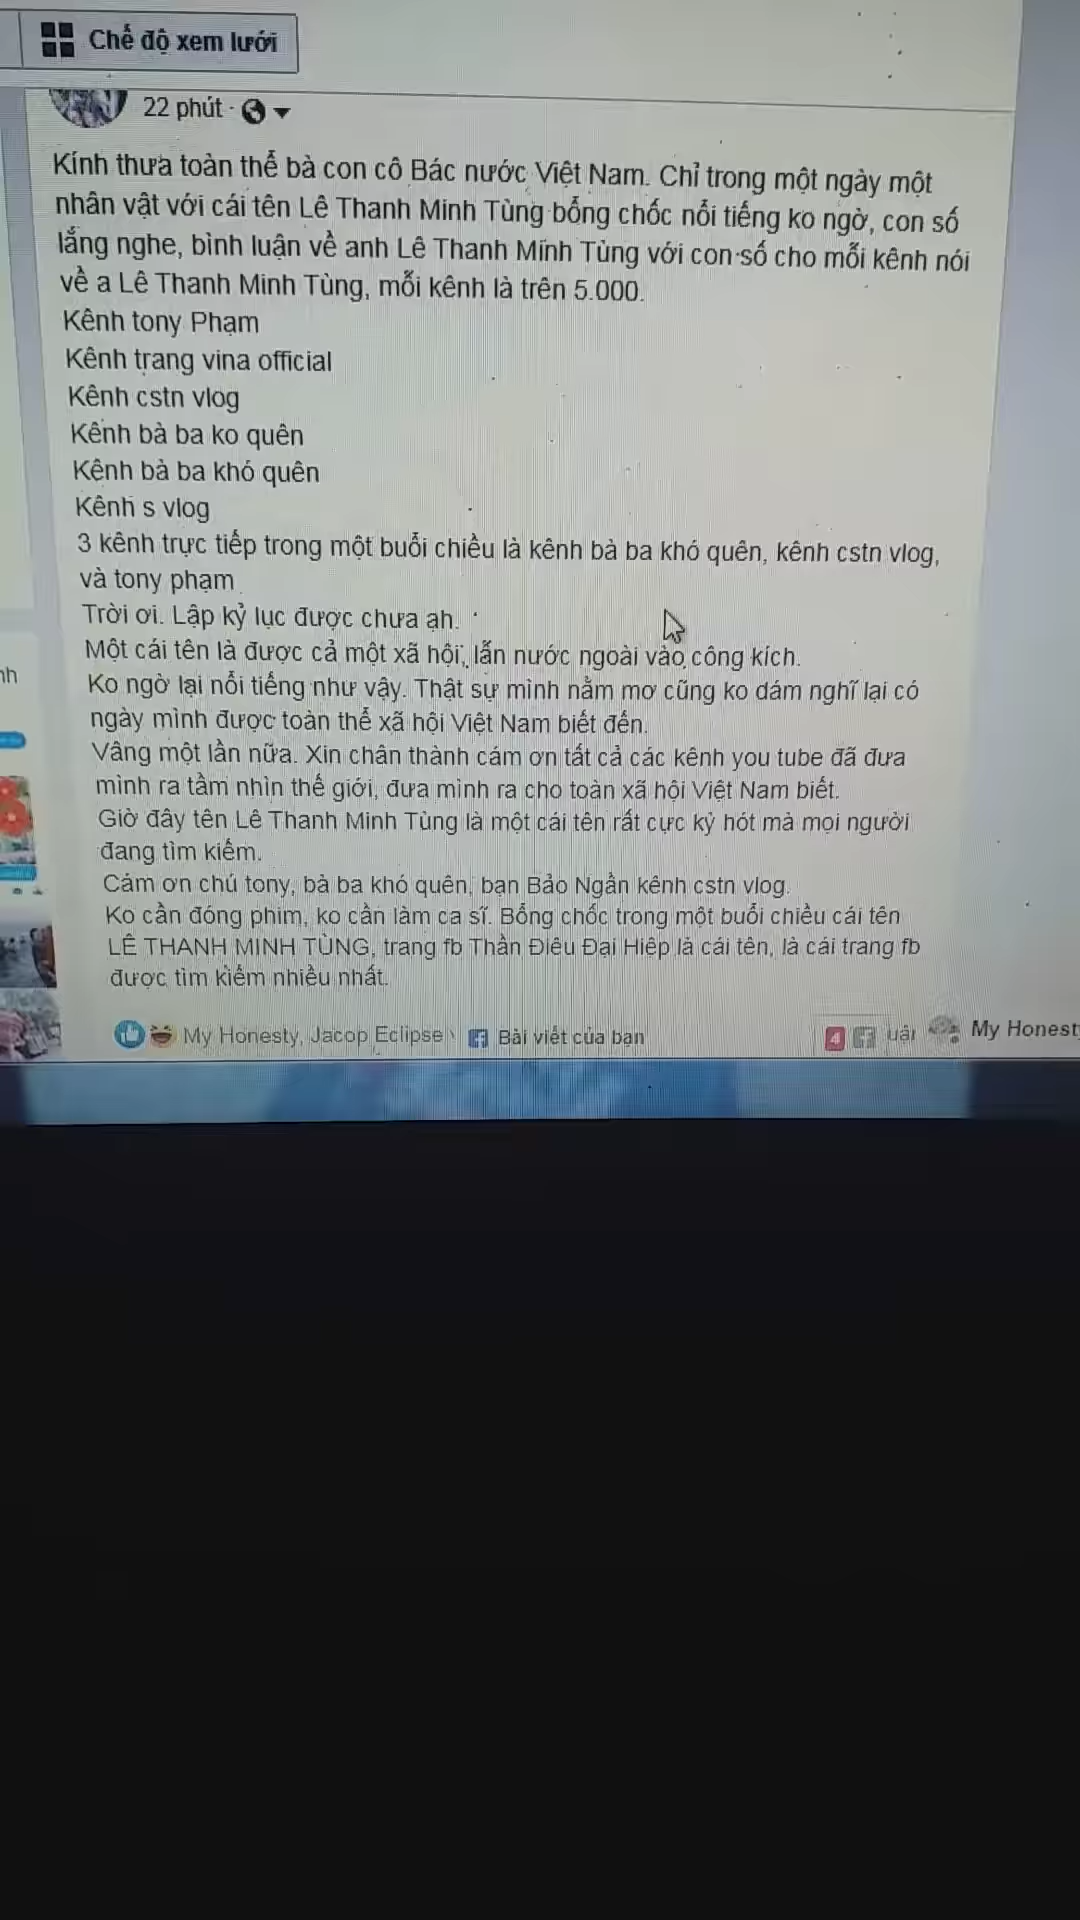 Chế độ xem lưới
22 phút ·
Kính thưa toàn thể bà con cô Bác nước Việt Nam. Chỉ trong một ngày một
nhân vật với cái tên Lê Thanh Minh Tùng bỗng chốc nổi tiếng ko ngờ, con số
lắng nghe, bình luận về anh Lê Thanh Minh Tùng với con số cho mỗi kênh nói
về a Lê Thanh Minh Tùng, mỗi kênh là trên 5.000.
Kênh tony Phạm
Kênh trang vina official
Kênh cstn vlog
Kênh bà ba ko quên
Kênh bà ba khó quên
Kênh s vlog
3 kênh trực tiếp trong một buổi chiều là kênh bà ba khó quên, kênh cstn vlog,
và tony phạm
Trời ơi. Lập kỷ lục được chưa ạh.
Một cái tên là được cả một xã hội, lẫn nước ngoài vào công kích.
Ko ngờ lại nổi tiếng như vậy. Thật sự mình nằm mơ cũng ko dám nghĩ lại có
ngày mình được toàn thể xã hội Việt Nam biết đến.
Vâng một lần nữa. Xin chân thành cám ơn tất cả các kênh you tube đã đưa
mình ra tầm nhìn thế giới, đưa mình ra cho toàn xã hội Việt Nam biết.
Giờ đây tên Lê Thanh Minh Tùng là một cái tên rất cực kỳ hót mà mọi người
đang tìm kiếm.
Cám ơn chú tony, bà ba khó quên, bạn Bảo Ngân kênh cstn vlog.
Ko cần đóng phim, ko cần làm ca sĩ. Bỗng chốc trong một buổi chiều cái tên
LÊ THANH MINH TÙNG, trang fb Thần Điêu Đại Hiệp là cái tên, là cái trang fb
được tìm kiếm nhiều nhất.
nh
My Honesty, Jacop Eclipse
Bài viết của bạn
4
My Honesty